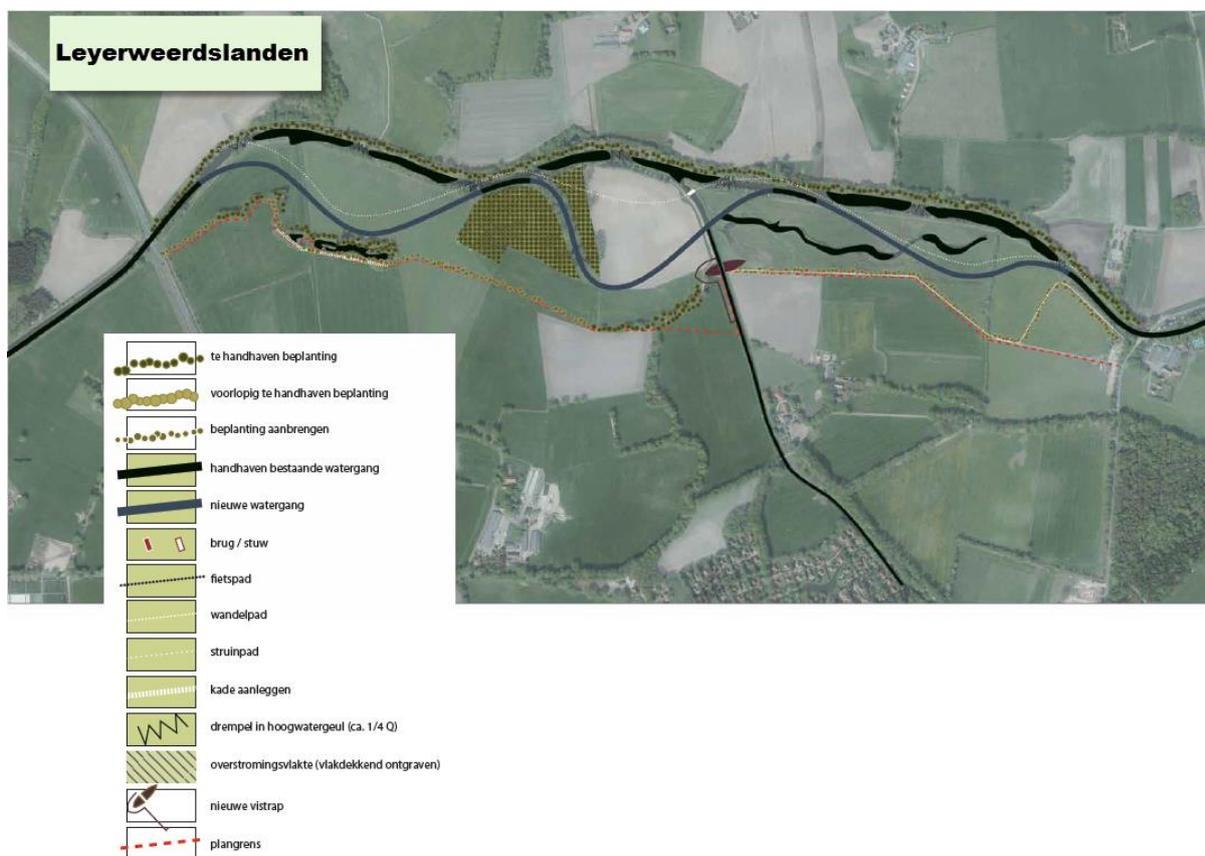 Leyerweerdslanden
te handhaven beplanting
voorlopig te handhaven beplanting
beplanting aanbrengen
handhaven bestaande watergang
nieuwe watergang
brug / stuw
fietspad
wandelpad
struinpad
kade aanleggen
drempel in hoogwatergeul (ca. 1/4 Q)
overstromingsvlakte (vlakdekkend ontgraven)
nieuwe vistrap
plangrens